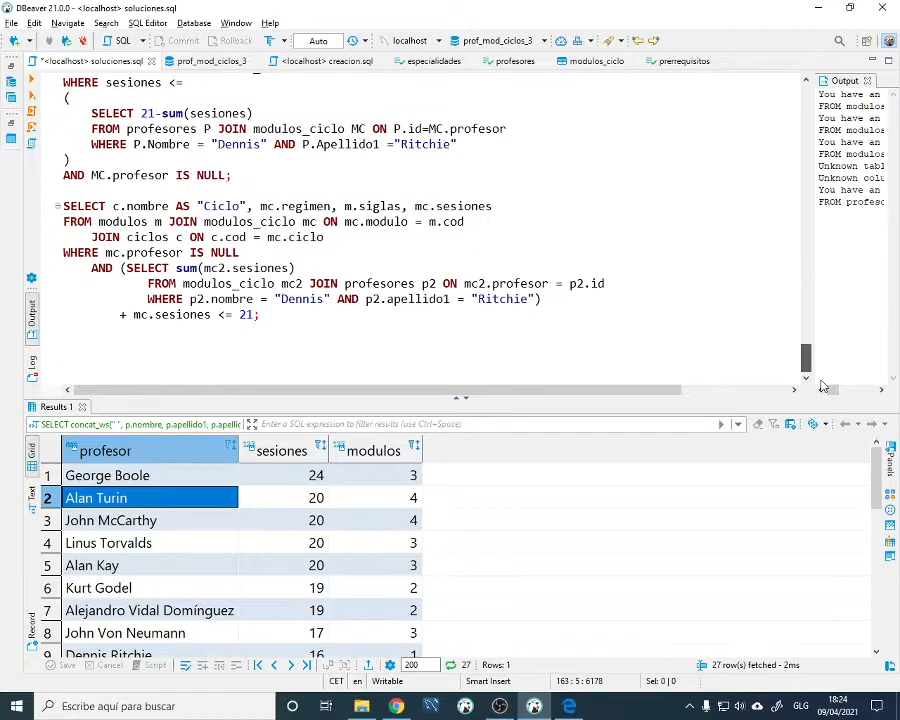 DBeaver 21.0.0 - <localhost> soluciones.sql
File Edit Navigate Search SQL Editor Database Window Help
SQL Commit Rollback Auto localhost prof_mod_ciclos_3
*<localhost> soluciones.sql prof_mod_ciclos_3 <localhost> creacion.sql especialidades profesores modulos_ciclo prerrequisitos
Output
WHERE sesiones <=
(
SELECT 21-sum(sesiones)
FROM profesores P JOIN modulos_ciclo MC ON P.id=MC.profesor
WHERE P.Nombre = "Dennis" AND P.Apellido1 ="Ritchie"
)
AND MC.profesor IS NULL;
SELECT c.nombre AS "Ciclo", mc.regimen, m.siglas, mc.sesiones
FROM modulos m JOIN modulos_ciclo mc ON mc.modulo = m.cod
JOIN ciclos c ON c.cod = mc.ciclo
WHERE mc.profesor IS NULL
AND (SELECT sum(mc2.sesiones)
FROM modulos_ciclo mc2 JOIN profesores p2 ON mc2.profesor = p2.id
WHERE p2.nombre = "Dennis" AND p2.apellido1 = "Ritchie")
+ mc.sesiones <= 21;
You have an
FROM modulos
You have an
FROM modulos
You have an
FROM modulos
Unknown tabl
Unknown colu
You have an
FROM profeso
Output
Log
Results 1
SELECT concat_ws(" ", p.nombre, p.apellido1, p.apellic
Enter a SQL expression to filter results (use Ctrl+Space)
Grid
Text
Record
Panels
profesor sesiones modulos
1 George Boole 24 3
2 Alan Turin 20 4
3 John McCarthy 20 4
4 Linus Torvalds 20 3
5 Alan Kay 20 3
6 Kurt Godel 19 2
7 Alejandro Vidal Domínguez 19 2
8 John Von Neumann 17 3
9 Dennis Ritchie 16 1
Save Cancel Script 200 27 Rows: 1 27 row(s) fetched - 2ms
CET en Writable Smart Insert 163 : 5 : 6178 Sel: 0 | 0
Escribe aquí para buscar
GLG
18:24
09/04/2021